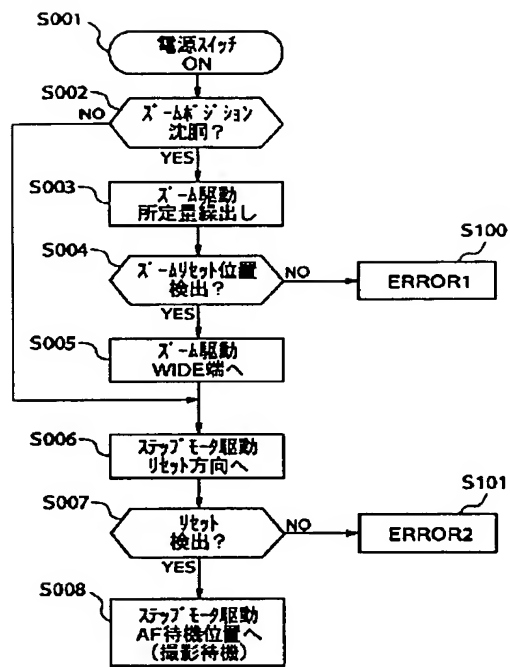 S001
電源スイッチ
ON
S002
NO
ズームポジション
沈胴?
YES
S003
ズーム駆動
所定量繰出し
S004
ズームリセット位置
検出?
NO
S100
ERROR1
YES
S005
ズーム駆動
WIDE端へ
S006
ステップモータ駆動
リセット方向へ
S007
リセット
検出?
NO
S101
ERROR2
YES
S008
ステップモータ駆動
AF待機位置へ
(撮影待機)